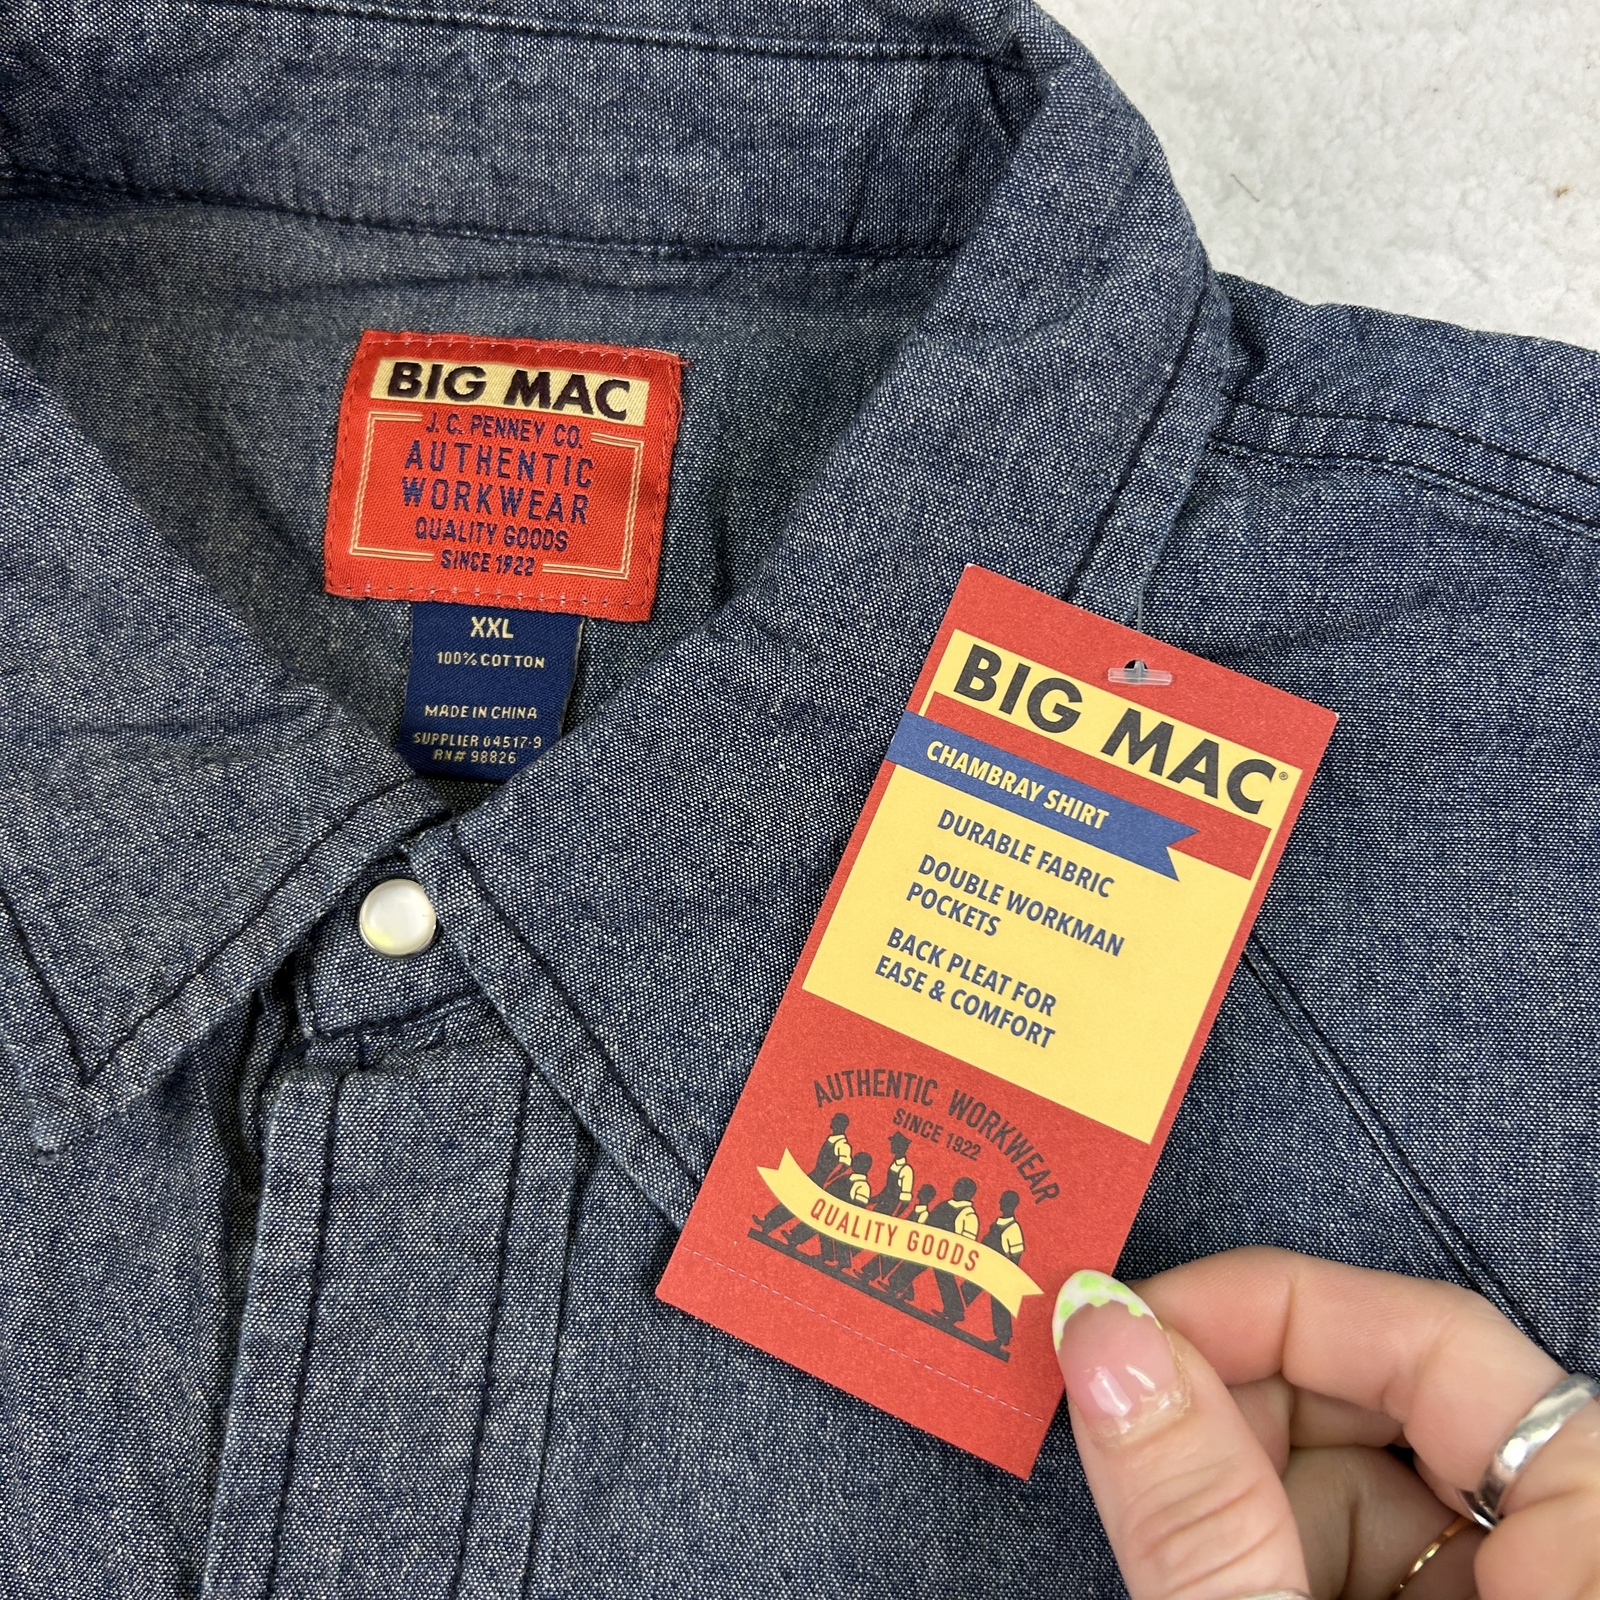 BIG MAC
J. C. PENNEY CO.
AUTHENTIC
WORKWEAR
QUALITY GOODS
SINCE 1922
XXL
100% COTTON
MADE IN CHINA
SUPPLIER 04517-9
RN# 98826
BIG MAC®
CHAMBRAY SHIRT
DURABLE FABRIC
DOUBLE WORKMAN
POCKETS
BACK PLEAT FOR
EASE & COMFORT
AUTHENTIC WORKWEAR
SINCE 1922
QUALITY GOODS